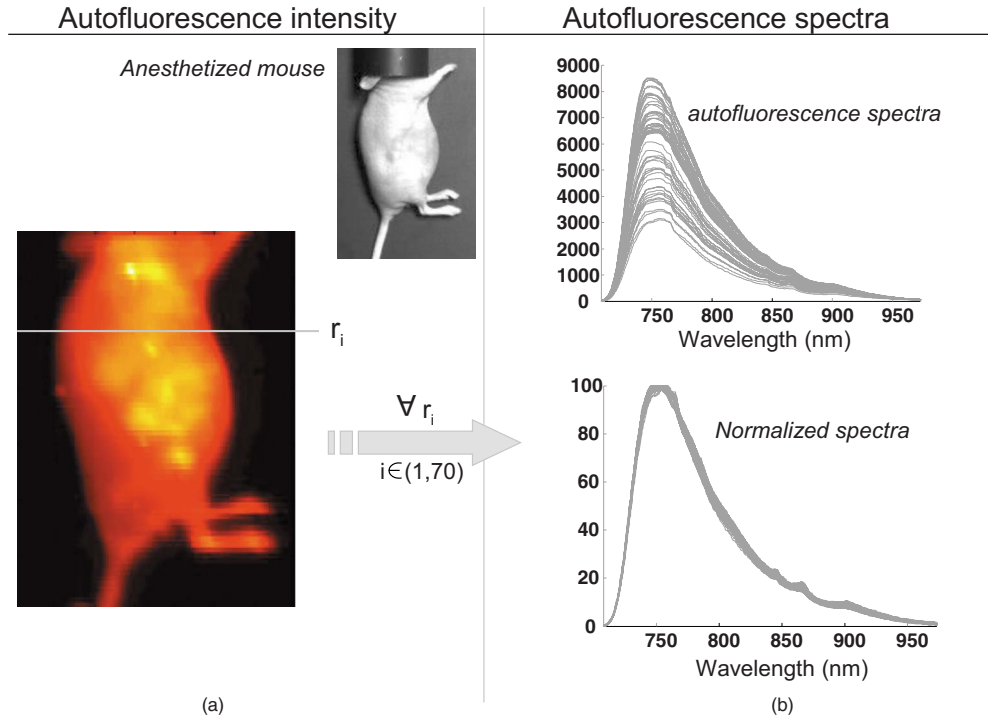 Autofluorescence intensity
Autofluorescence spectra
Anesthetized mouse
r_i
∀ r_i
i∈(1,70)
9000
8000
7000
6000
5000
4000
3000
2000
1000
0
autofluorescence spectra
750 800 850 900 950
Wavelength (nm)
100
80
60
40
20
0
Normalized spectra
750 800 850 900 950
Wavelength (nm)
(a)
(b)